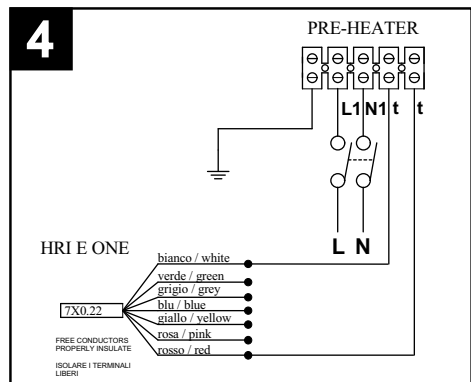 4
PRE-HEATER
L1 N1 t t
L N
HRI E ONE
bianco / white
verde / green
grigio / grey
blu / blue
7X0.22
giallo / yellow
rosa / pink
rosso / red
FREE CONDUCTORS
PROPERLY INSULATE
ISOLARE I TERMINALI
LIBERI